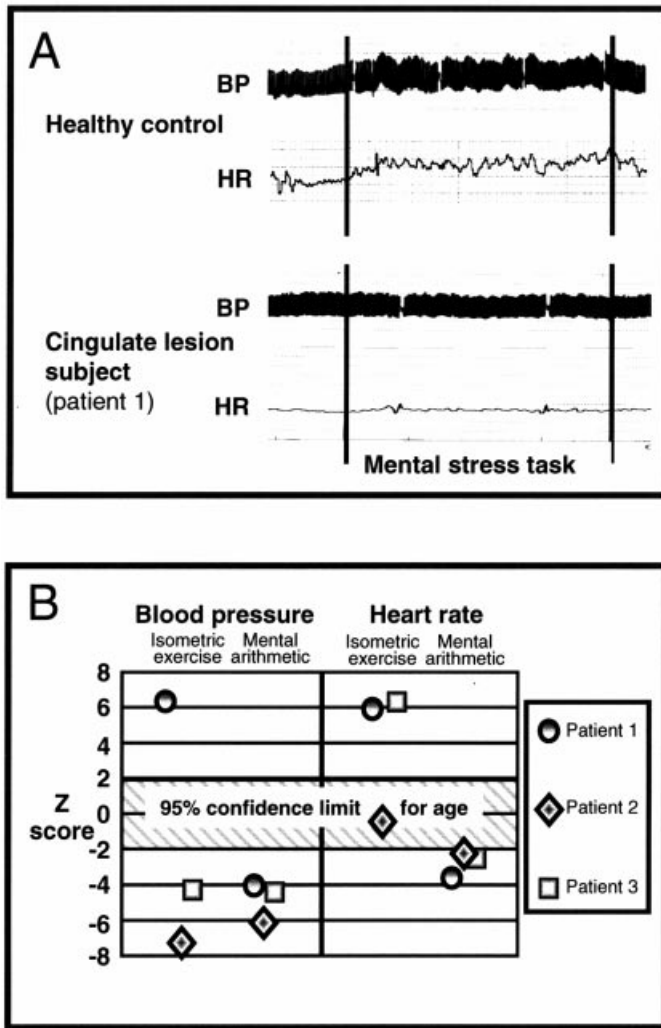 A
BP
Healthy control
HR
BP
Cingulate lesion
subject
(patient 1)
HR
Mental stress task
B
Blood pressure Heart rate
Isometric Mental Isometric Mental
exercise arithmetic exercise arithmetic
8
6
4
2
0
-2
-4
-6
-8
Z
score
95% confidence limit for age
Patient 1
Patient 2
Patient 3